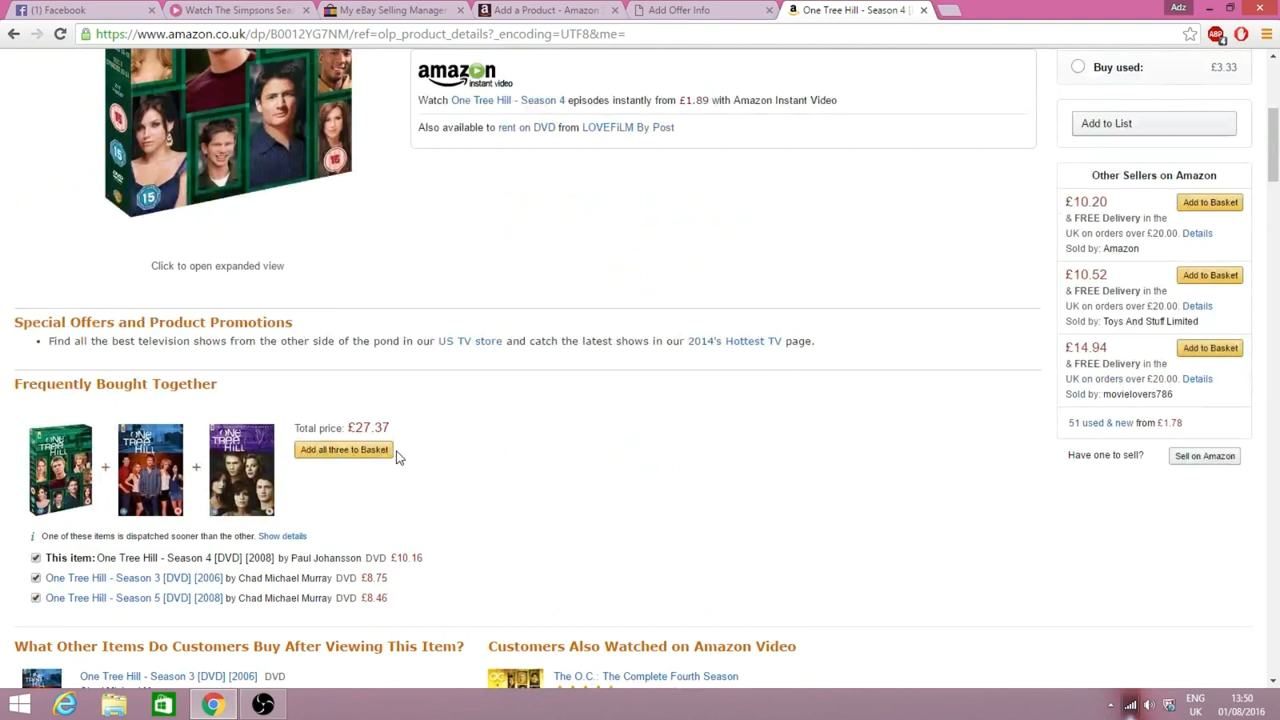 Facebook
Watch The Simpsons Sea
My eBay Selling Manager
Add a Product - Amazon
Add Offer Info
One Tree Hill - Season 4 [
Adz
https://www.amazon.co.uk/dp/B0012YG7NM/ref=olp_product_details?_encoding=UTF8&me=
ABP
4
amazon
instant video
Watch One Tree Hill - Season 4 episodes instantly from £1.89 with Amazon Instant Video
Also available to rent on DVD from LOVEFiLM By Post
15
15
15
Click to open expanded view
Buy used: £3.33
Add to List
Other Sellers on Amazon
£10.20 Add to Basket
& FREE Delivery in the
UK on orders over £20.00. Details
Sold by: Amazon
£10.52 Add to Basket
& FREE Delivery in the
UK on orders over £20.00. Details
Sold by: Toys And Stuff Limited
£14.94 Add to Basket
& FREE Delivery in the
UK on orders over £20.00. Details
Sold by: movielovers786
51 used & new from £1.78
Have one to sell? Sell on Amazon
Special Offers and Product Promotions
• Find all the best television shows from the other side of the pond in our US TV store and catch the latest shows in our 2014's Hottest TV page.
Frequently Bought Together
ONE TREE HILL + ONE TREE HILL + ONE TREE HILL
Total price: £27.37
Add all three to Basket
i One of these items is dispatched sooner than the other. Show details
This item: One Tree Hill - Season 4 [DVD] [2008] by Paul Johansson DVD £10.16
One Tree Hill - Season 3 [DVD] [2006] by Chad Michael Murray DVD £8.75
One Tree Hill - Season 5 [DVD] [2008] by Chad Michael Murray DVD £8.46
What Other Items Do Customers Buy After Viewing This Item?
One Tree Hill - Season 3 [DVD] [2006] DVD
Customers Also Watched on Amazon Video
The O.C.: The Complete Fourth Season
ENG
UK
13:50
01/08/2016